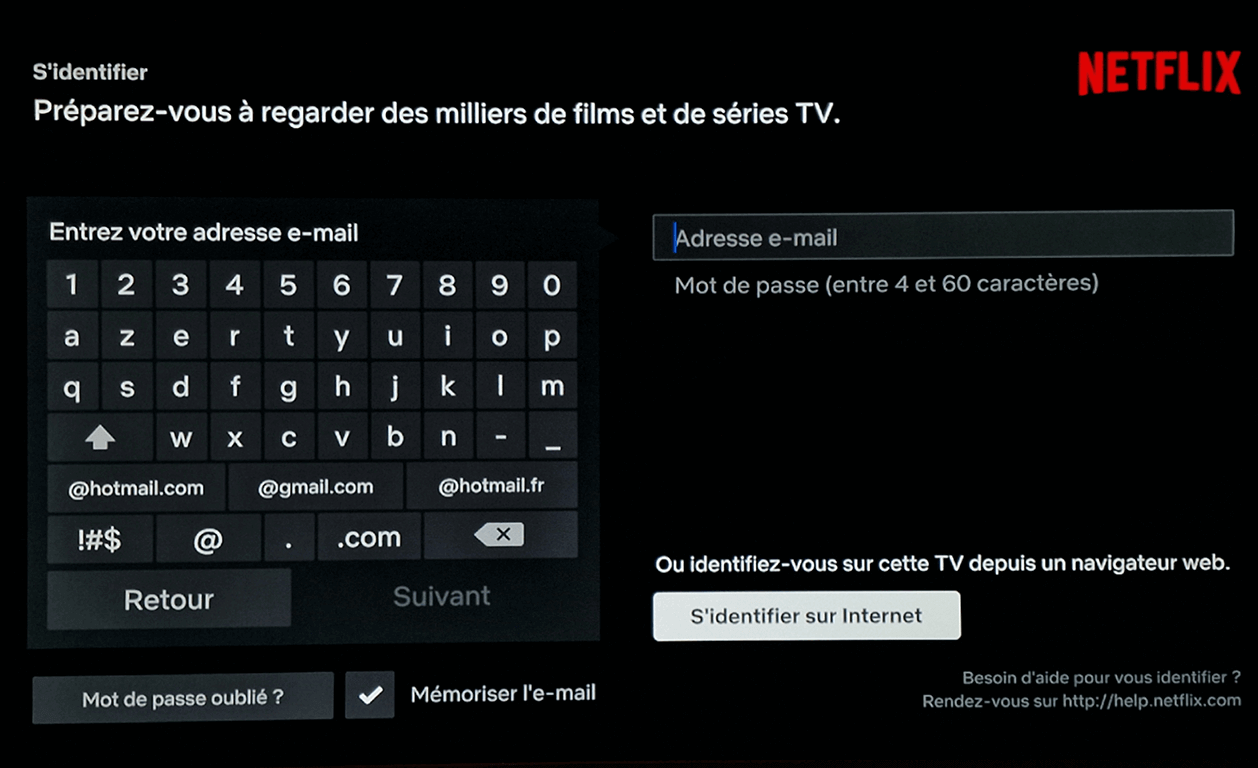 S'identifier
NETFLIX
Préparez-vous à regarder des milliers de films et de séries TV.
Entrez votre adresse e-mail
1 2 3 4 5 6 7 8 9 0
a z e r t y u i o p
q s d f g h j k l m
w x c v b n - _
@hotmail.com @gmail.com @hotmail.fr
!#$ @ . .com
Retour Suivant
Mot de passe oublié ? Mémoriser l'e-mail
Adresse e-mail
Mot de passe (entre 4 et 60 caractères)
Ou identifiez-vous sur cette TV depuis un navigateur web.
S'identifier sur Internet
Besoin d'aide pour vous identifier ?
Rendez-vous sur http://help.netflix.com